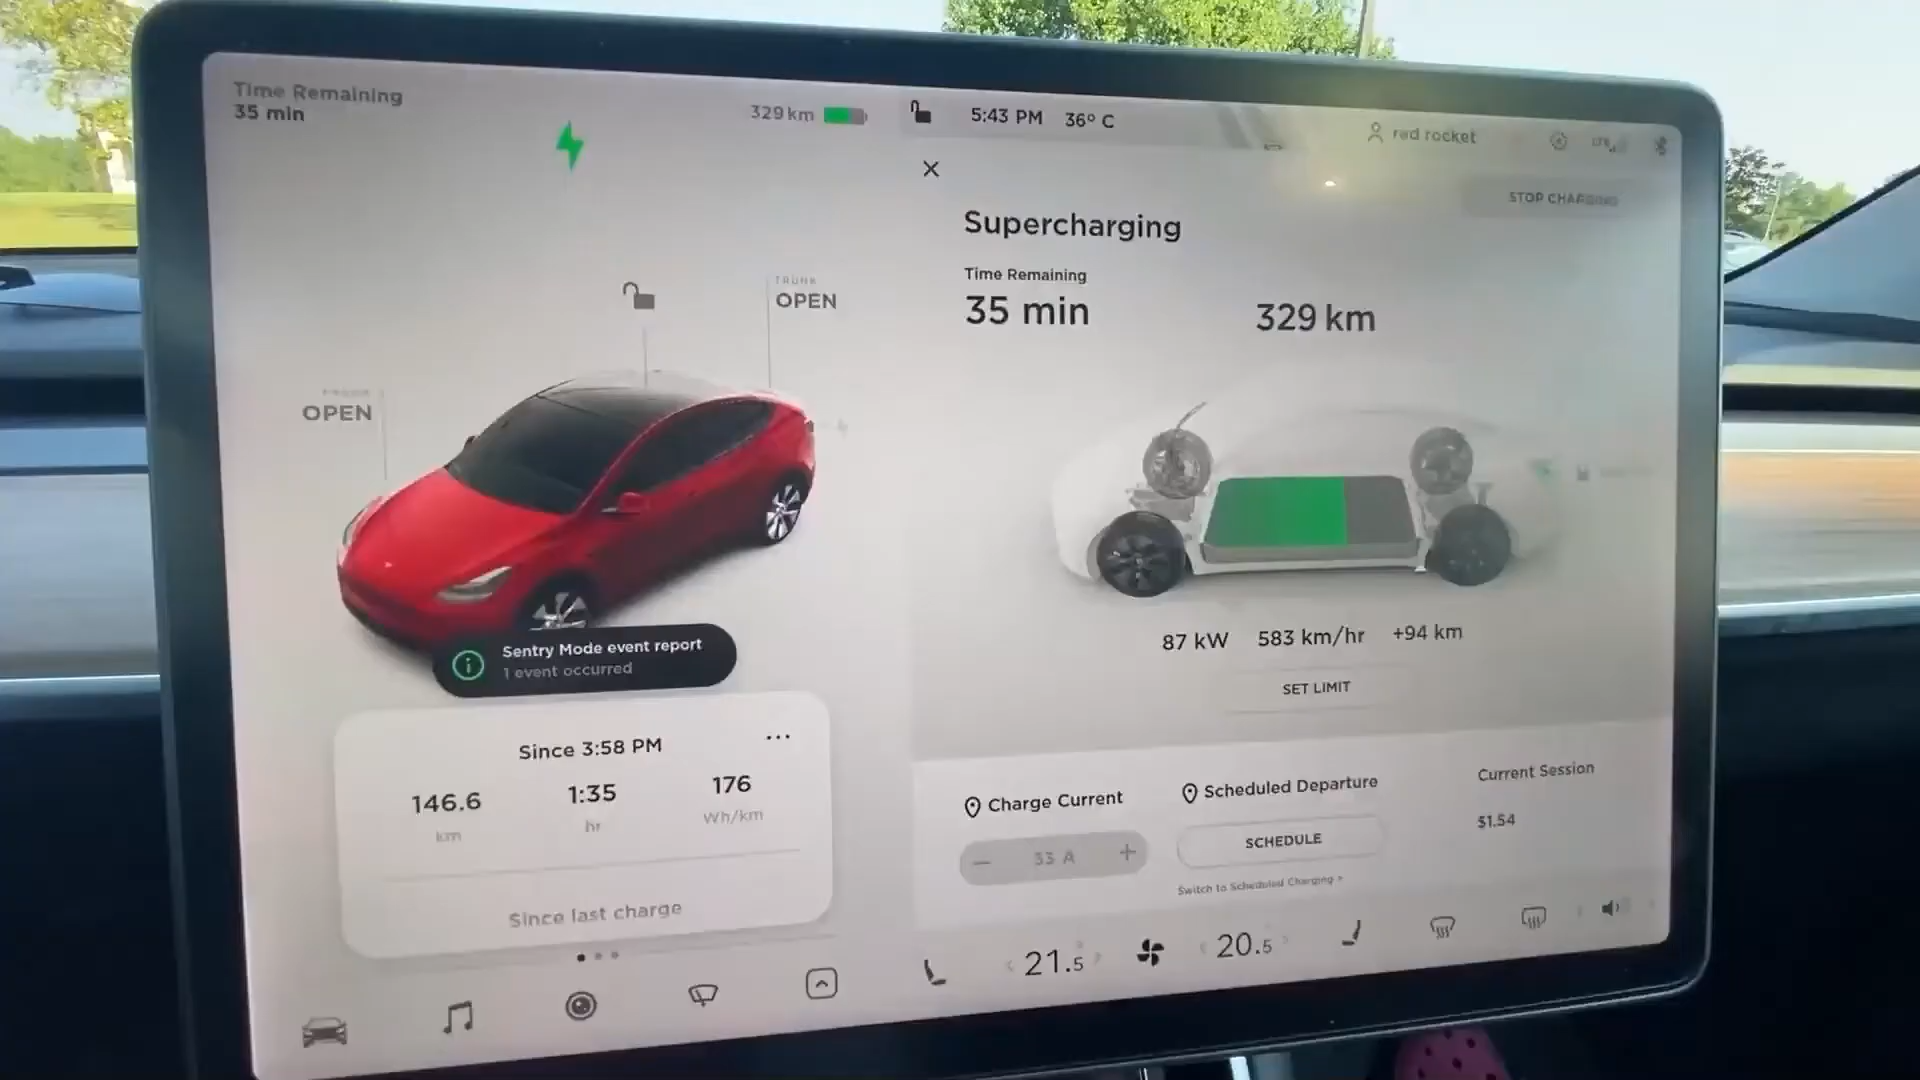 Time Remaining
35 min
329 km
5:43 PM 36° C
red rocket
LTE
STOP CHARGING
Supercharging
Time Remaining
35 min
329 km
TRUNK
OPEN
OPEN
87 kW 583 km/hr +94 km
SET LIMIT
Sentry Mode event report
1 event occurred
Since 3:58 PM
146.6 1:35 176
km hr Wh/km
Since last charge
Charge Current
33 A
Scheduled Departure
SCHEDULE
Switch to Scheduled Charging >
Current Session
$1.54
21.5
20.5